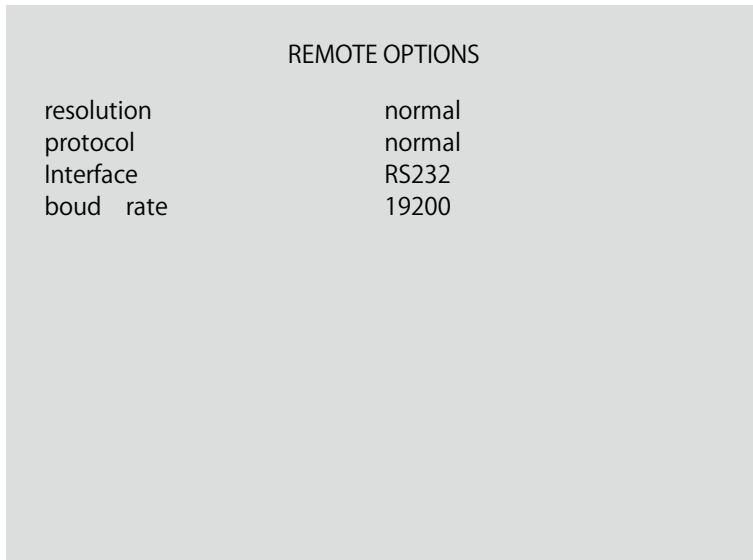 REMOTE OPTIONS
resolution normal
protocol normal
Interface RS232
boud rate 19200